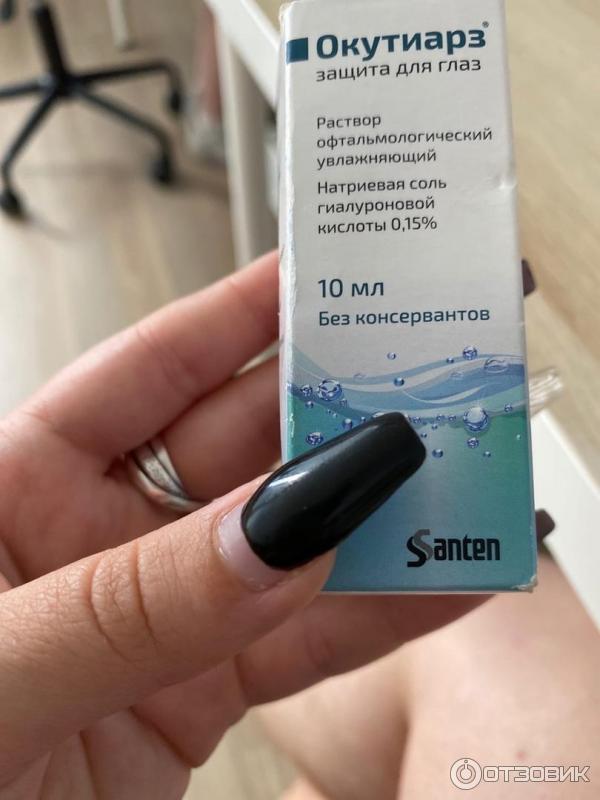 Окутиарз®
защита для глаз
Раствор
офтальмологический
увлажняющий
Натриевая соль
гиалуроновой
кислоты 0,15%
10 мл
Без консервантов
Santen
ОТЗОВИК